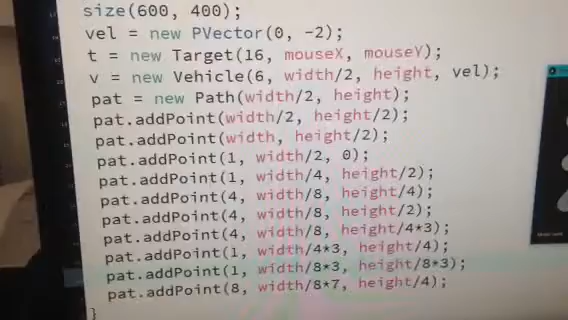 size(600, 400);
vel = new PVector(0, -2);
t = new Target(16, mouseX, mouseY);
v = new Vehicle(6, width/2, height, vel);
pat = new Path(width/2, height);
pat.addPoint(width/2, height/2);
pat.addPoint(width, height/2);
pat.addPoint(1, width/2, 0);
pat.addPoint(1, width/4, height/2);
pat.addPoint(4, width/8, height/4);
pat.addPoint(4, width/8, height/2);
pat.addPoint(4, width/8, height/4*3);
pat.addPoint(1, width/4*3, height/4);
pat.addPoint(1, width/8*3, height/8*3);
pat.addPoint(8, width/8*7, height/4);
}